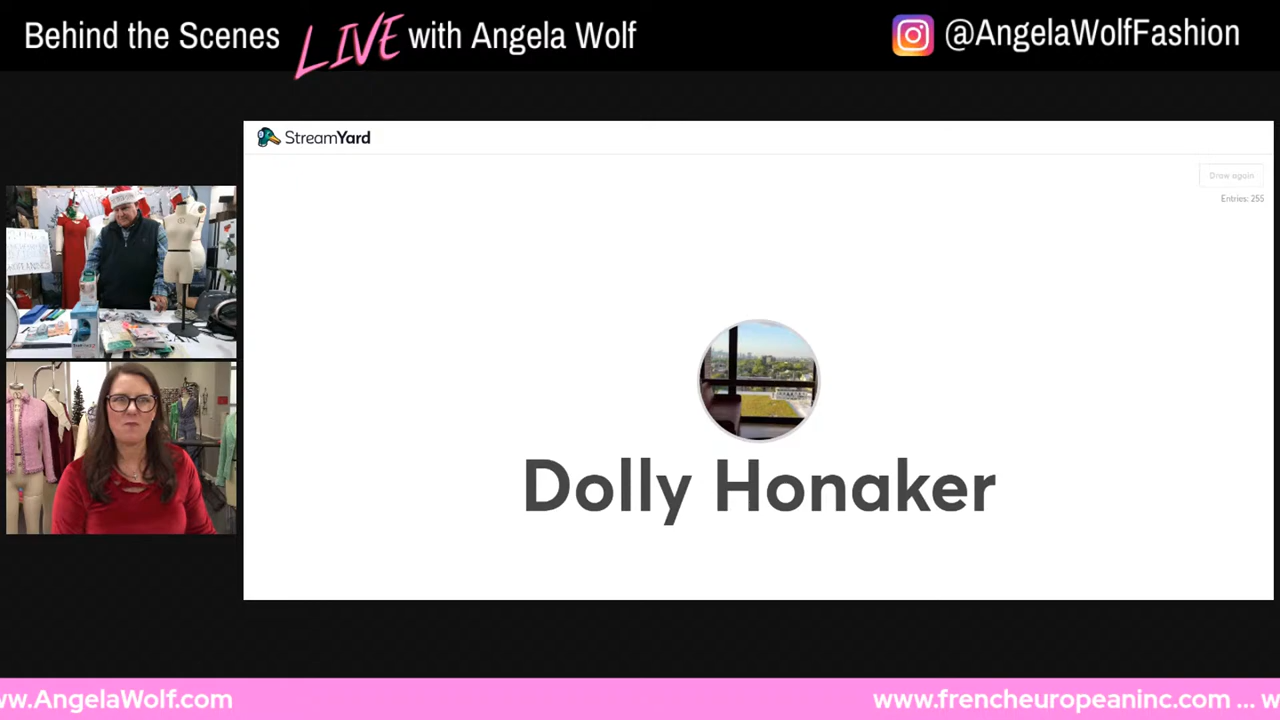 Behind the Scenes LIVE with Angela Wolf
@AngelaWolfFashion
StreamYard
Draw again
Entries: 255
Dolly Honaker
ww.AngelaWolf.com
www.frencheuropeaninc.com ... w